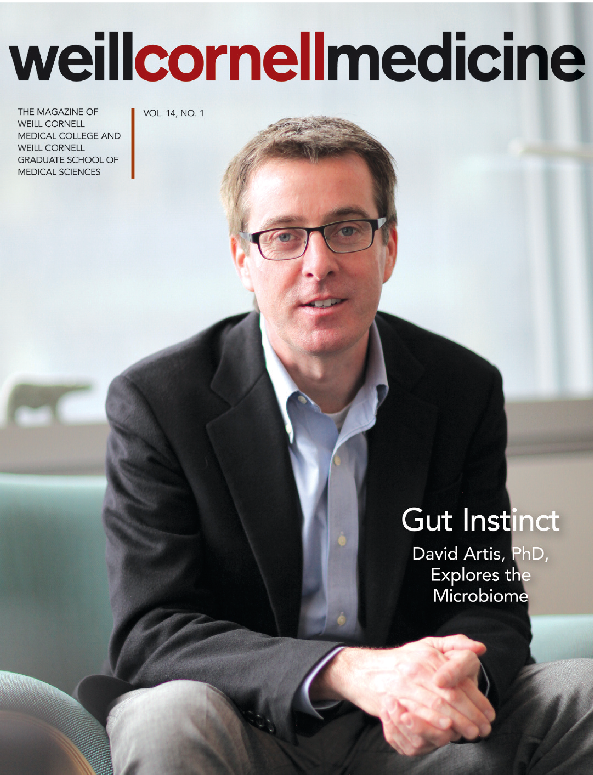 weillcornellmedicine
THE MAGAZINE OF
WEILL CORNELL
MEDICAL COLLEGE AND
WEILL CORNELL
GRADUATE SCHOOL OF
MEDICAL SCIENCES
VOL. 14, NO. 1
Gut Instinct
David Artis, PhD,
Explores the
Microbiome